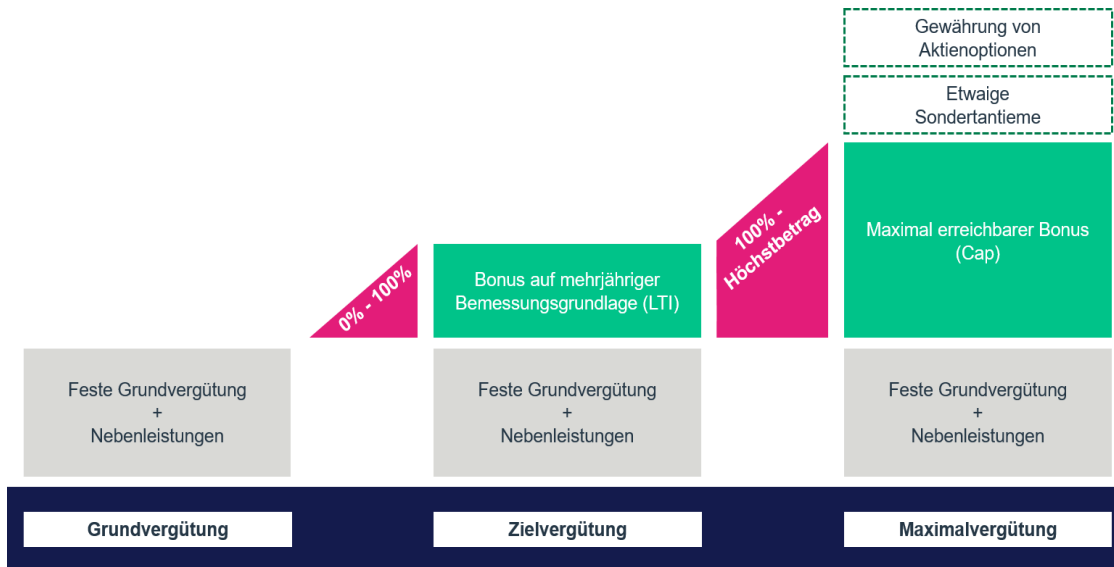 Gewährung von
Aktienoptionen
Etwaige
Sondertantieme
Maximal erreichbarer Bonus
(Cap)
100% -
Höchstbetrag
Bonus auf mehrjähriger
Bemessungsgrundlage (LTI)
0% - 100%
Feste Grundvergütung
+
Nebenleistungen
Feste Grundvergütung
+
Nebenleistungen
Feste Grundvergütung
+
Nebenleistungen
Grundvergütung
Zielvergütung
Maximalvergütung